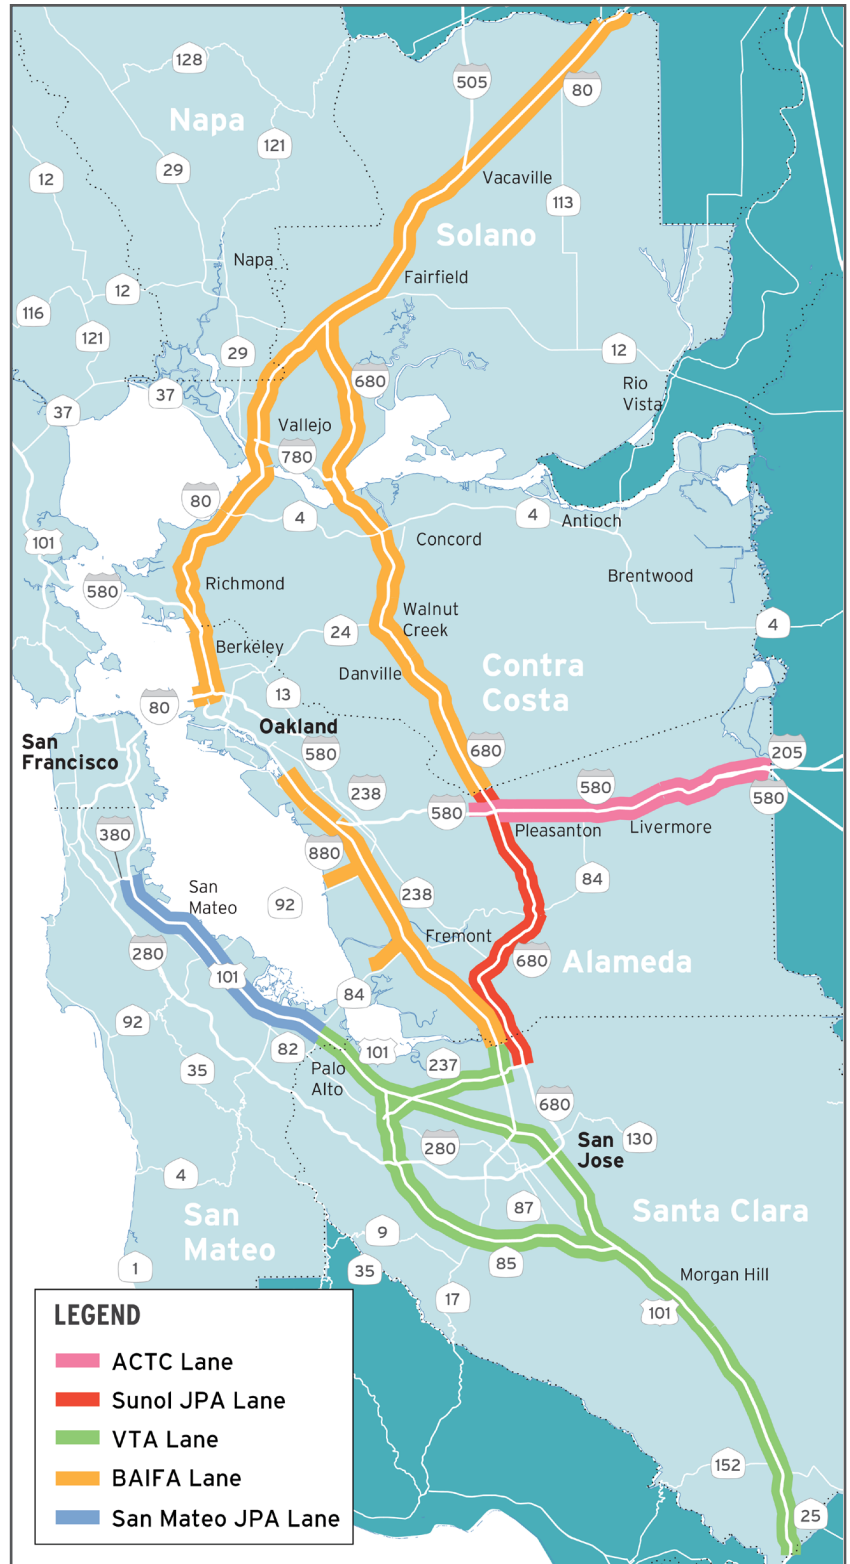 128
505
80
Napa
121
29
12
Vacaville
113
Solano
Napa
Fairfield
12
116
121
29
12
680
Rio
Vista
37
37
Vallejo
780
80
4
4
Antioch
101
Concord
Brentwood
580
Richmond
Walnut
Creek
24
4
Berkeley
Contra
Costa
Danville
13
80
Oakland
San
Francisco
580
680
205
238
580
580
580
Pleasanton
Livermore
380
880
84
San
Mateo
92
238
Fremont
280
680
Alameda
101
84
92
82
101
237
35
Palo
Alto
680
280
San
Jose
130
4
87
Santa Clara
San
Mateo
9
1
35
85
Morgan Hill
17
101
LEGEND
ACTC Lane
Sunol JPA Lane
VTA Lane
BAIFA Lane
San Mateo JPA Lane
152
25